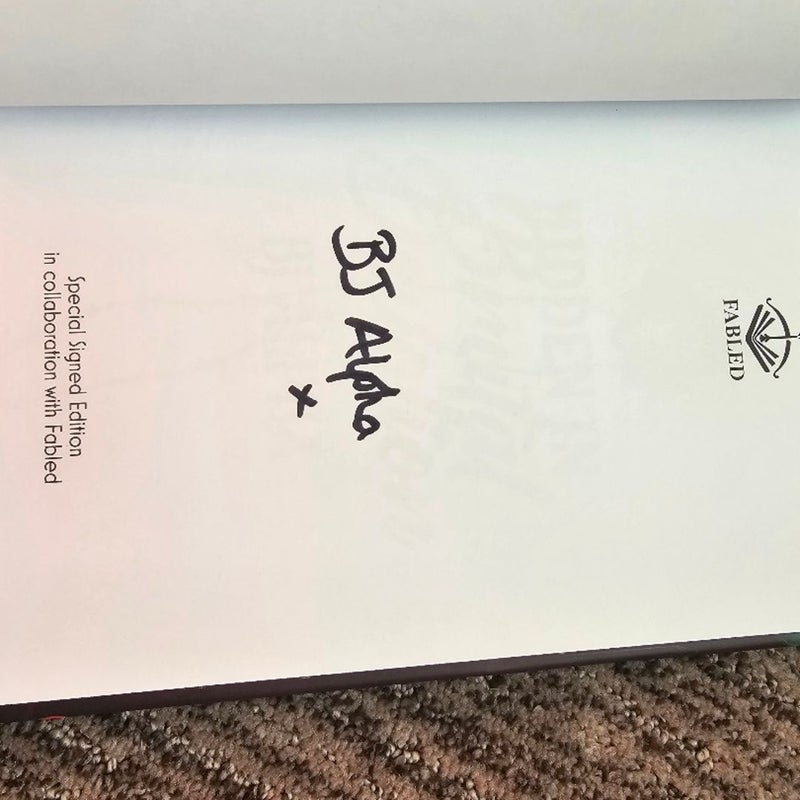 FABLED
BJ Alpha
x
Special Signed Edition
in collaboration with Fabled